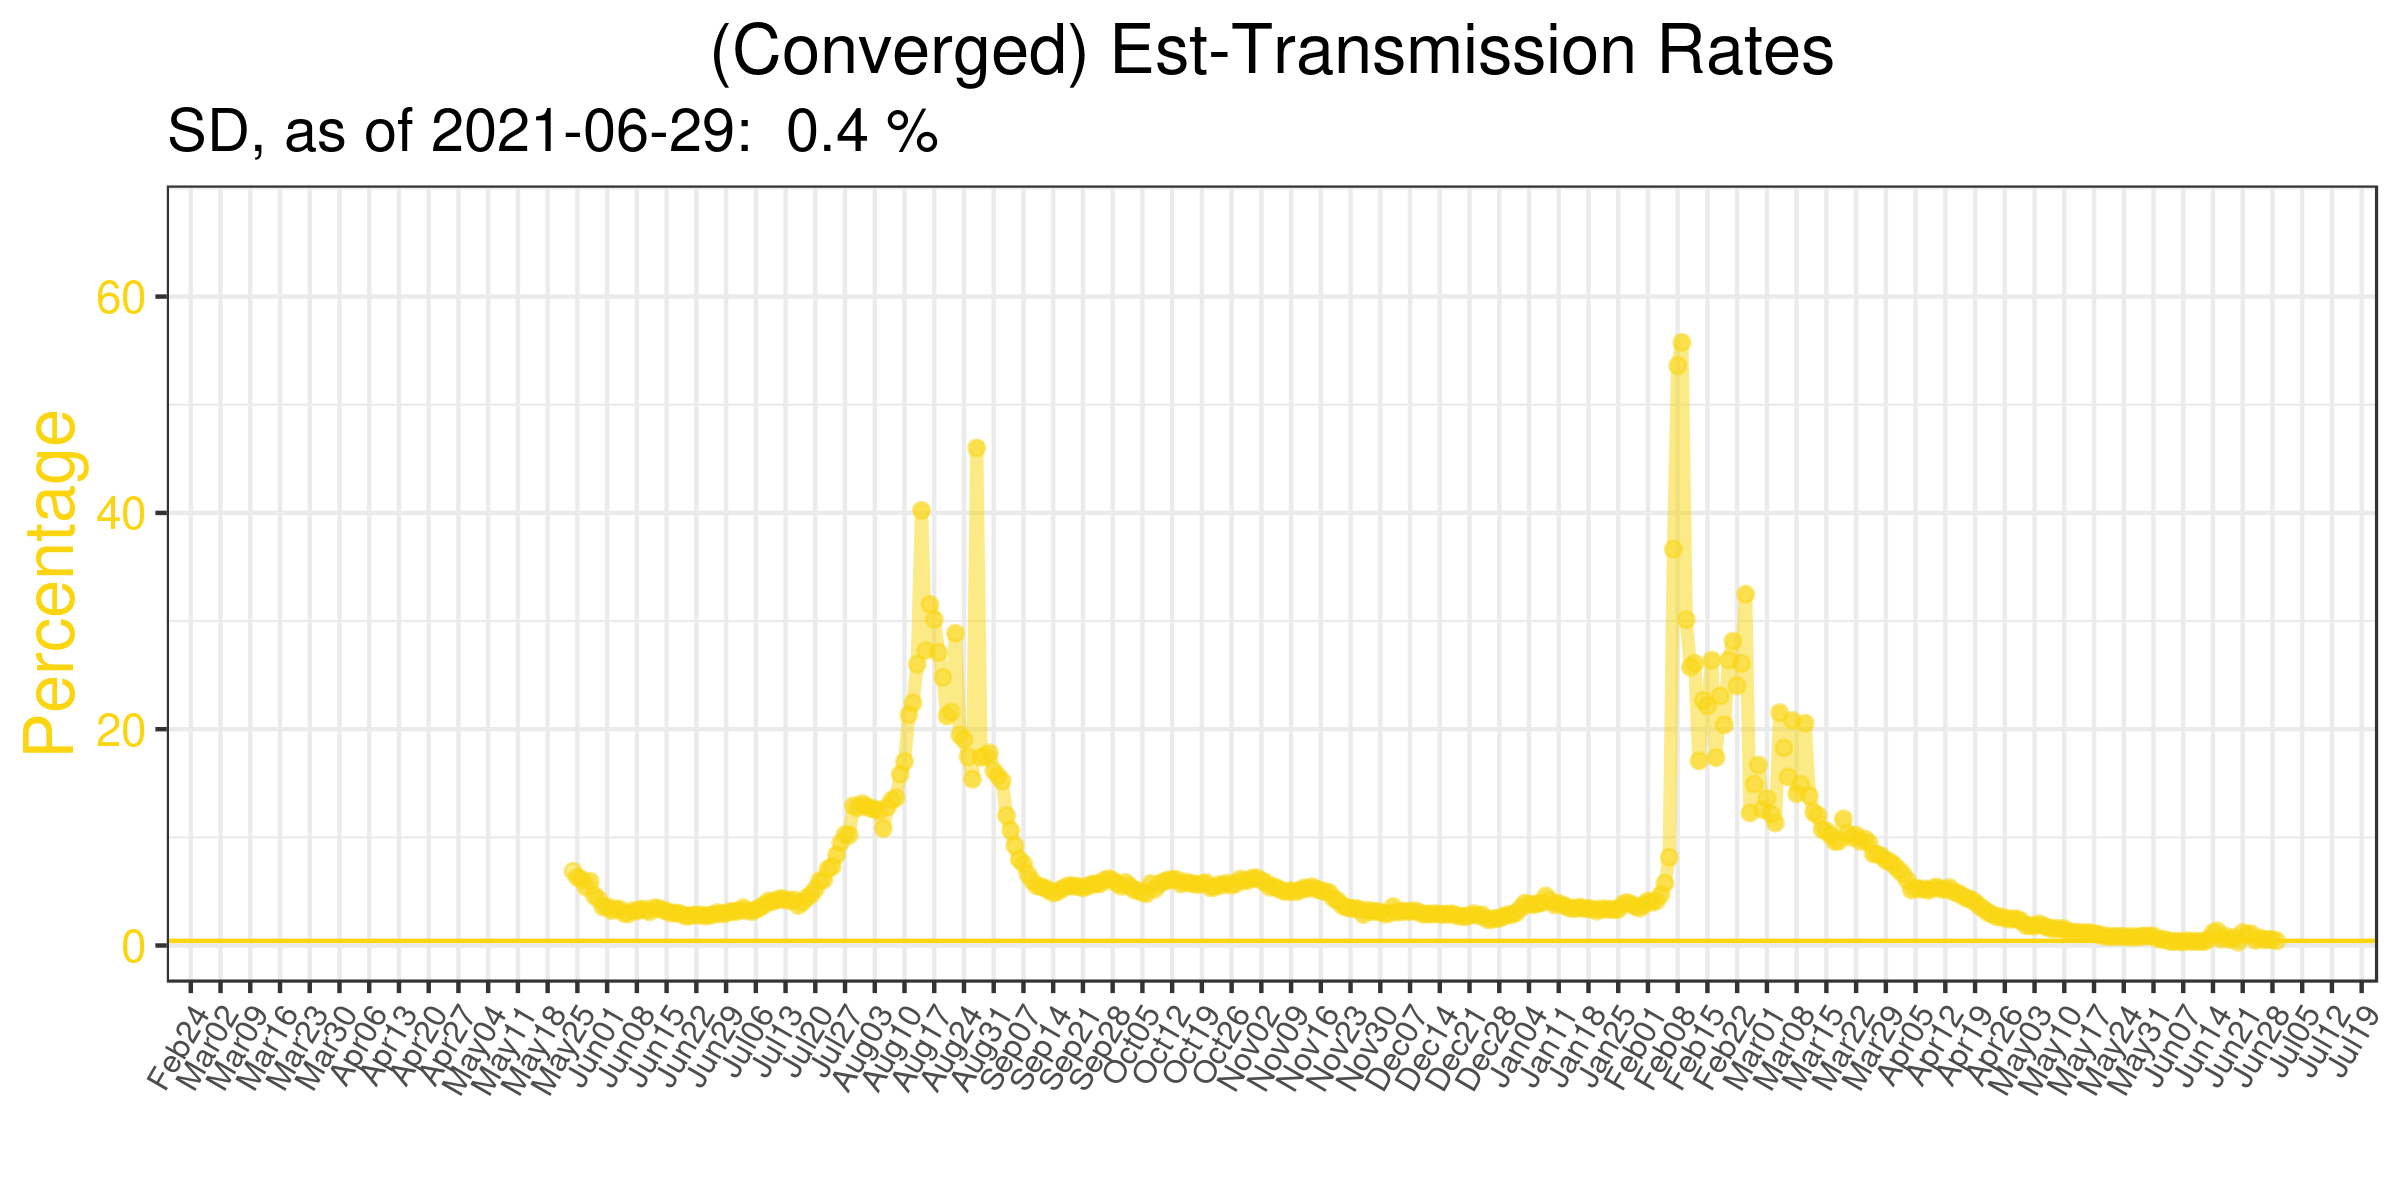 (Converged) Est-Transmission Rates
SD, as of 2021-06-29:  0.4 %
Percentage
60
40
20
0
Feb24
Mar02
Mar09
Mar16
Mar23
Mar30
Apr06
Apr13
Apr20
Apr27
May04
May11
May18
May25
Jun01
Jun08
Jun15
Jun22
Jun29
Jul06
Jul13
Jul20
Jul27
Aug03
Aug10
Aug17
Aug24
Aug31
Sep07
Sep14
Sep21
Sep28
Oct05
Oct12
Oct19
Oct26
Nov02
Nov09
Nov16
Nov23
Nov30
Dec07
Dec14
Dec21
Dec28
Jan04
Jan11
Jan18
Jan25
Feb01
Feb08
Feb15
Feb22
Mar01
Mar08
Mar15
Mar22
Mar29
Apr05
Apr12
Apr19
Apr26
May03
May10
May17
May24
May31
May07
Jun07
Jun14
Jun21
Jun28
Jul05
Jul12
Jul19